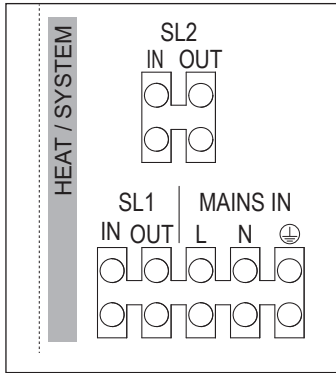 HEAT / SYSTEM
SL2
IN OUT
SL1 MAINS IN
IN OUT L N ⏚